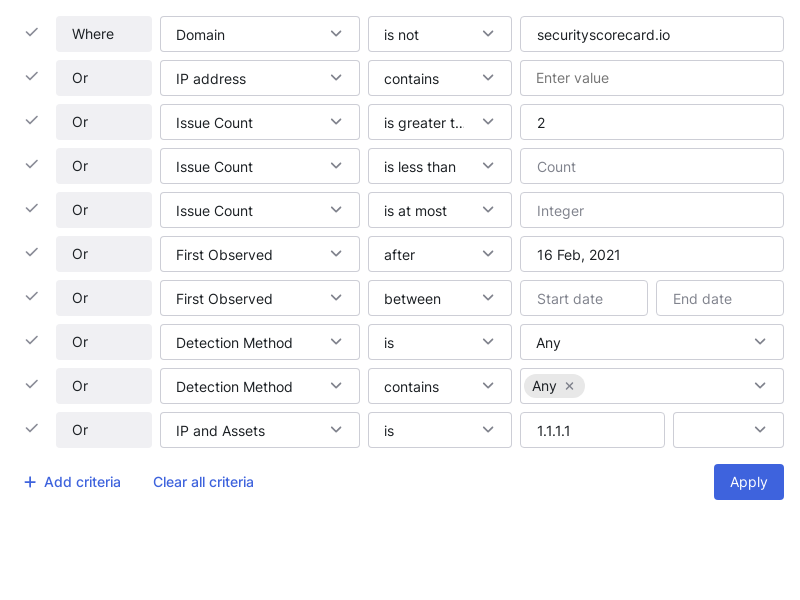 Where Domain is not securityscorecard.io
Or IP address contains Enter value
Or Issue Count is greater t... 2
Or Issue Count is less than Count
Or Issue Count is at most Integer
Or First Observed after 16 Feb, 2021
Or First Observed between Start date End date
Or Detection Method is Any
Or Detection Method contains Any
Or IP and Assets is 1.1.1.1
Add criteria Clear all criteria Apply